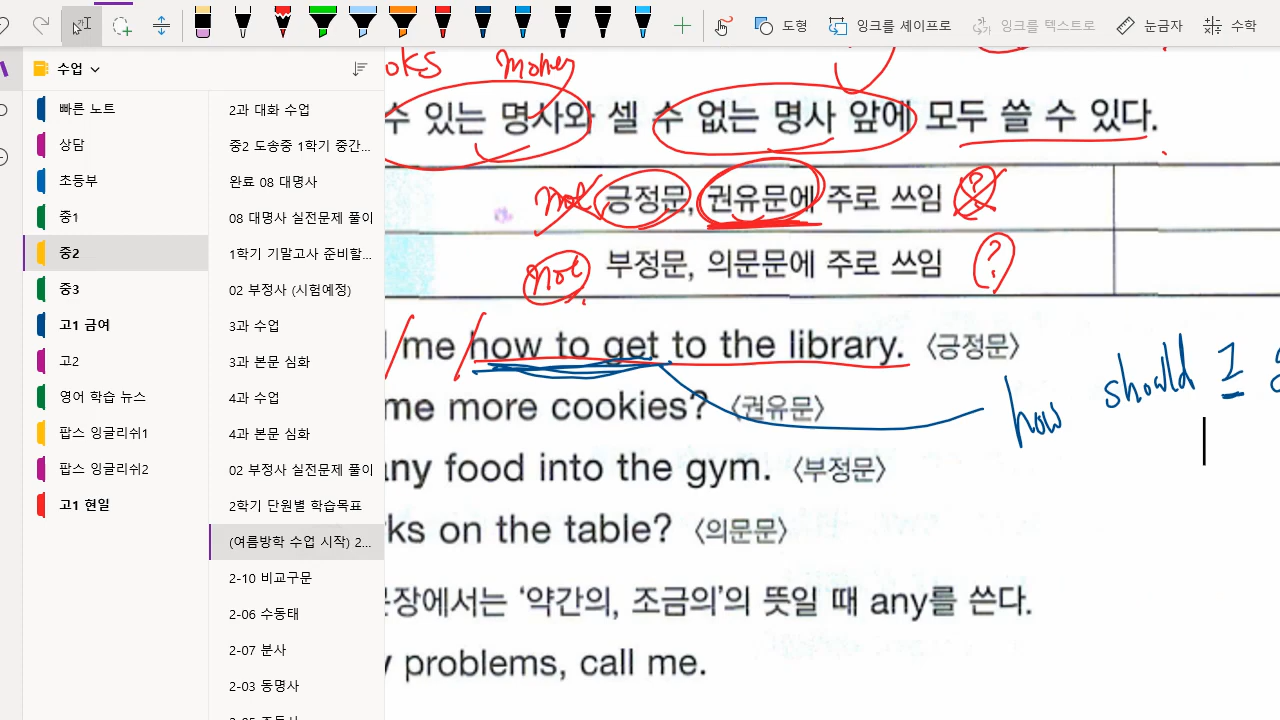 도형
잉크를 셰이프로
잉크를 텍스트로
눈금자
수학
수업
빠른 노트
상담
초등부
중1
중2
중3
고1 금여
고2
영어 학습 뉴스
팝스 잉글리쉬1
팝스 잉글리쉬2
고1 현일
2과 대화 수업
중2 도송중 1학기 중간...
완료 08 대명사
08 대명사 실전문제 풀이
1학기 기말고사 준비할...
02 부정사 (시험예정)
3과 수업
3과 본문 심화
4과 수업
4과 본문 심화
02 부정사 실전문제 풀이
2학기 단원별 학습목표
(여름방학 수업 시작) 2...
2-10 비교구문
2-06 수동태
2-07 분사
2-03 동명사
oks money
수 있는 명사와 셀 수 없는 명사 앞에 모두 쓸 수 있다.
not 긍정문, 권유문에 주로 쓰임 ?
not 부정문, 의문문에 주로 쓰임 ?
me how to get to the library. 〈긍정문〉
how should I
me more cookies? 〈권유문〉
any food into the gym. 〈부정문〉
ks on the table? 〈의문문〉
문장에서는 ‘약간의, 조금의’의 뜻일 때 any를 쓴다.
problems, call me.